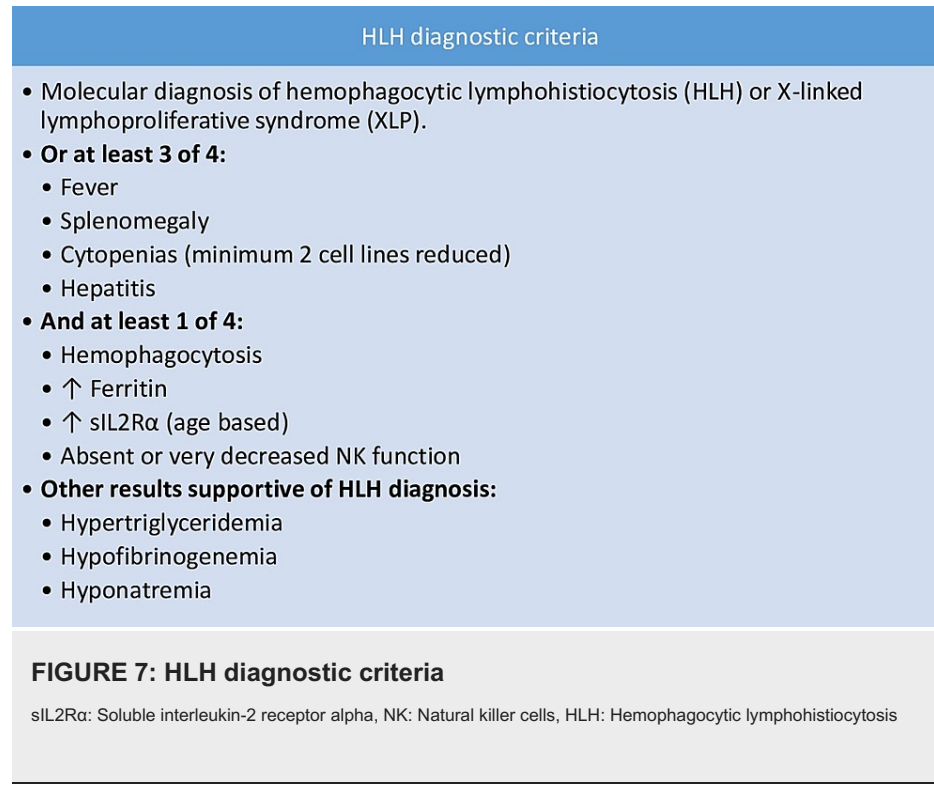 HLH diagnostic criteria
• Molecular diagnosis of hemophagocytic lymphohistiocytosis (HLH) or X-linked
lymphoproliferative syndrome (XLP).
• Or at least 3 of 4:
• Fever
• Splenomegaly
• Cytopenias (minimum 2 cell lines reduced)
• Hepatitis
• And at least 1 of 4:
• Hemophagocytosis
• ↑ Ferritin
• ↑ sIL2Rα (age based)
• Absent or very decreased NK function
• Other results supportive of HLH diagnosis:
• Hypertriglyceridemia
• Hypofibrinogenemia
• Hyponatremia
FIGURE 7: HLH diagnostic criteria
sIL2Rα: Soluble interleukin-2 receptor alpha, NK: Natural killer cells, HLH: Hemophagocytic lymphohistiocytosis